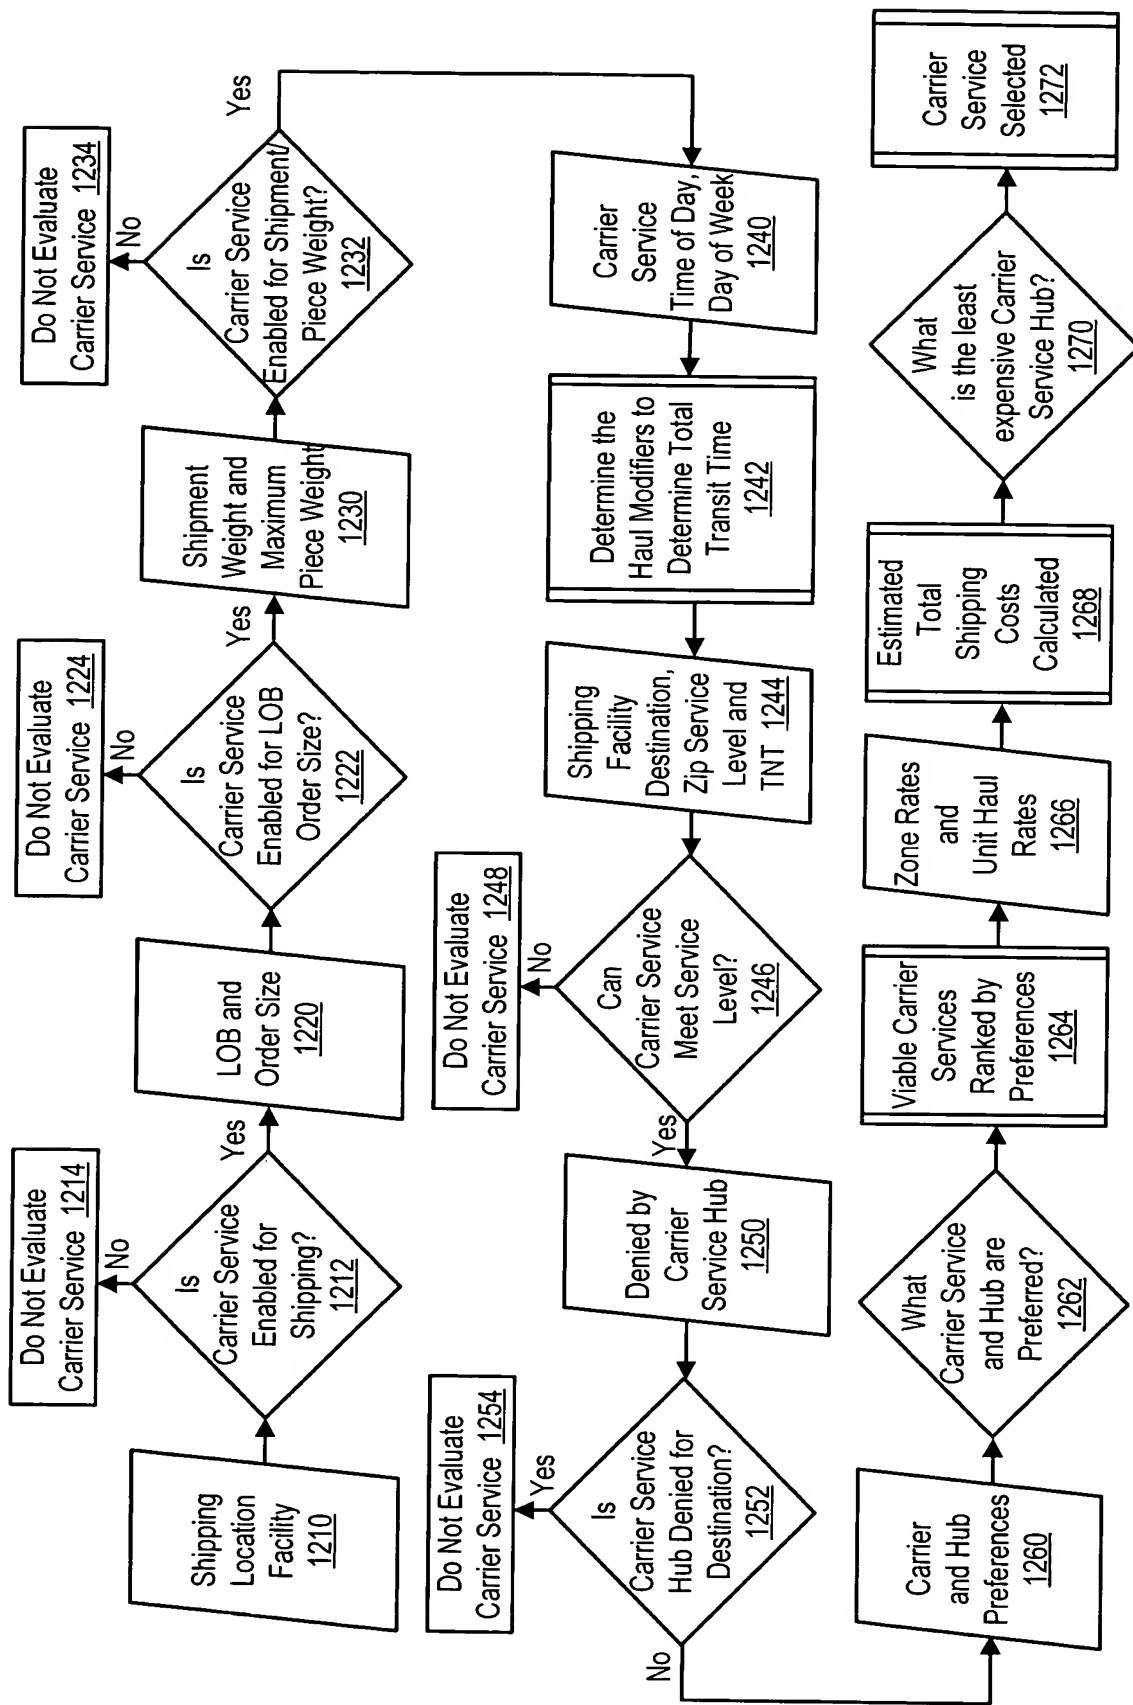 Shipping
Location
Facility
1210
Is
Carrier Service
Enabled for
Shipping?
1212
No
Do Not Evaluate
Carrier Service 1214
Yes
LOB and
Order Size
1220
Is
Carrier Service
Enabled for LOB
Order Size?
1222
No
Do Not Evaluate
Carrier Service 1224
Yes
Shipment
Weight and
Maximum
Piece Weight
1230
Is
Carrier Service
Enabled for Shipment/
Piece Weight?
1232
No
Do Not Evaluate
Carrier Service 1234
Yes
Carrier
Service
Time of Day,
Day of Week
1240
Determine the
Haul Modifiers to
Determine Total
Transit Time
1242
Shipping
Facility
Destination,
Zip Service
Level and
TNT 1244
Can
Carrier Service
Meet Service
Level?
1246
No
Do Not Evaluate
Carrier Service 1248
Yes
Denied by
Carrier
Service Hub
1250
Is
Carrier Service
Hub Denied for
Destination?
1252
Yes
Do Not Evaluate
Carrier Service 1254
No
Carrier
and Hub
Preferences
1260
What
Carrier Service
and Hub are
Preferred?
1262
Viable Carrier
Services
Ranked by
Preferences
1264
Zone Rates
and
Unit Haul
Rates
1266
Estimated
Total
Shipping
Costs
Calculated
1268
What
is the least
expensive Carrier
Service Hub?
1270
Carrier
Service
Selected
1272